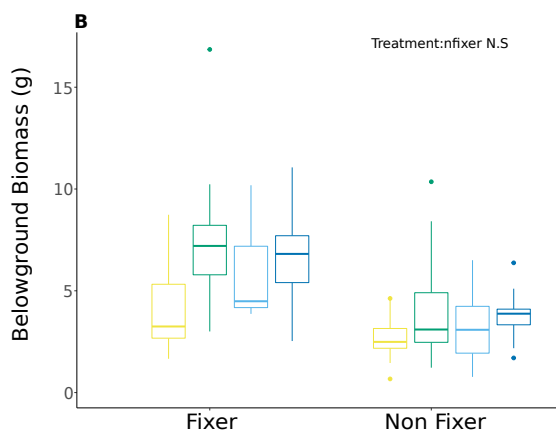 B
Treatment:nfixer N.S
Belowground Biomass (g)
15
10
5
0
Fixer
Non Fixer